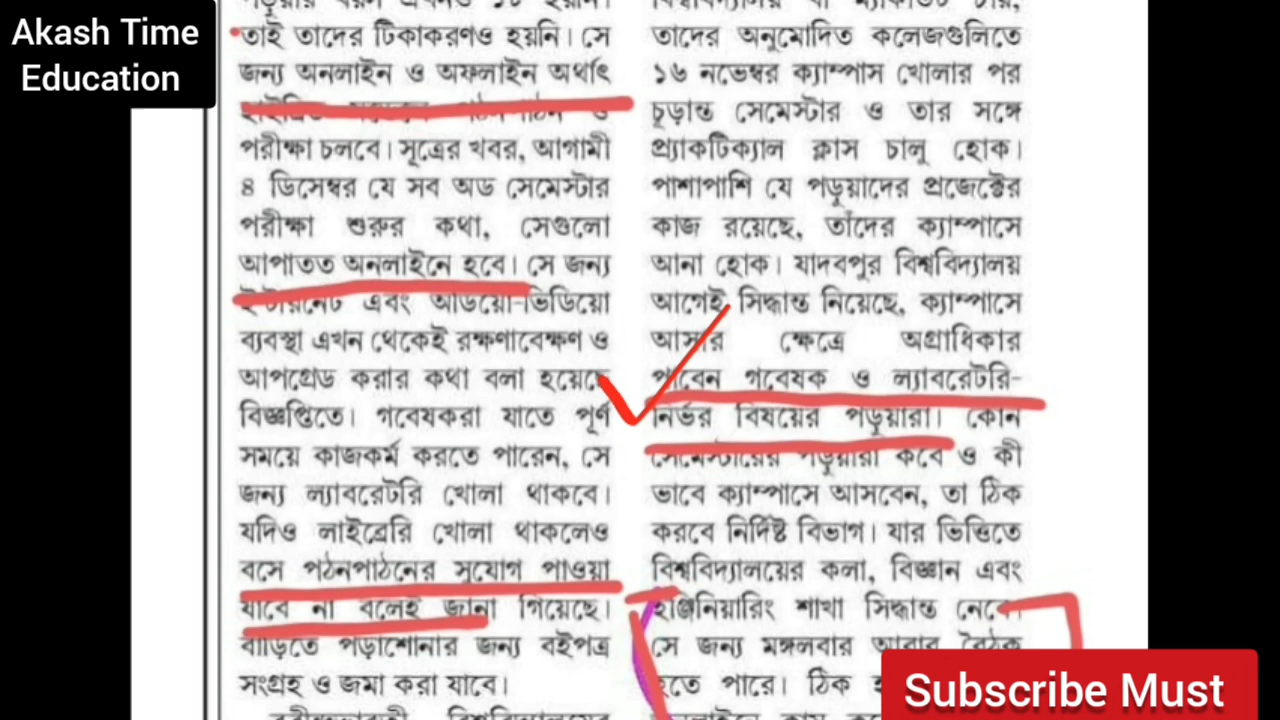 Akash Time
Education
তাই তাদের টিকাকরণও হয়নি। সে
জন্য অনলাইন ও অফলাইন অর্থাৎ
পরীক্ষা চলবে। সূত্রের খবর, আগামী
৪ ডিসেম্বর যে সব অড সেমেস্টার
পরীক্ষা শুরুর কথা, সেগুলো
আপাতত অনলাইনে হবে। সে জন্য
ইন্টারনেট এবং অডিয়ো-ভিডিয়ো
ব্যবস্থা এখন থেকেই রক্ষণাবেক্ষণ ও
আপগ্রেড করার কথা বলা হয়েছে
বিজ্ঞপ্তিতে। গবেষকরা যাতে পূর্ণ
সময়ে কাজকর্ম করতে পারেন, সে
জন্য ল্যাবরেটরি খোলা থাকবে।
যদিও লাইব্রেরি খোলা থাকলেও
বসে পঠনপাঠনের সুযোগ পাওয়া
যাবে না বলেই জানা গিয়েছে।
বাড়িতে পড়াশোনার জন্য বইপত্র
সংগ্রহ ও জমা করা যাবে।
তাদের অনুমোদিত কলেজগুলিতে
১৬ নভেম্বর ক্যাম্পাস খোলার পর
চূড়ান্ত সেমেস্টার ও তার সঙ্গে
প্র্যাকটিক্যাল ক্লাস চালু হোক।
পাশাপাশি যে পড়ুয়াদের প্রজেক্টের
কাজ রয়েছে, তাঁদের ক্যাম্পাসে
আনা হোক। যাদবপুর বিশ্ববিদ্যালয়
আগেই সিদ্ধান্ত নিয়েছে, ক্যাম্পাসে
আসার ক্ষেত্রে অগ্রাধিকার
পাবেন গবেষক ও ল্যাবরেটরি-
নির্ভর বিষয়ের পড়ুয়ারা। কোন
সেমেস্টারের পড়ুয়ারা কবে ও কী
ভাবে ক্যাম্পাসে আসবেন, তা ঠিক
করবে নির্দিষ্ট বিভাগ। যার ভিত্তিতে
বিশ্ববিদ্যালয়ের কলা, বিজ্ঞান এবং
ইঞ্জিনিয়ারিং শাখা সিদ্ধান্ত নেবে।
সে জন্য মঙ্গলবার আবার বৈঠক
হতে পারে। ঠিক
Subscribe Must